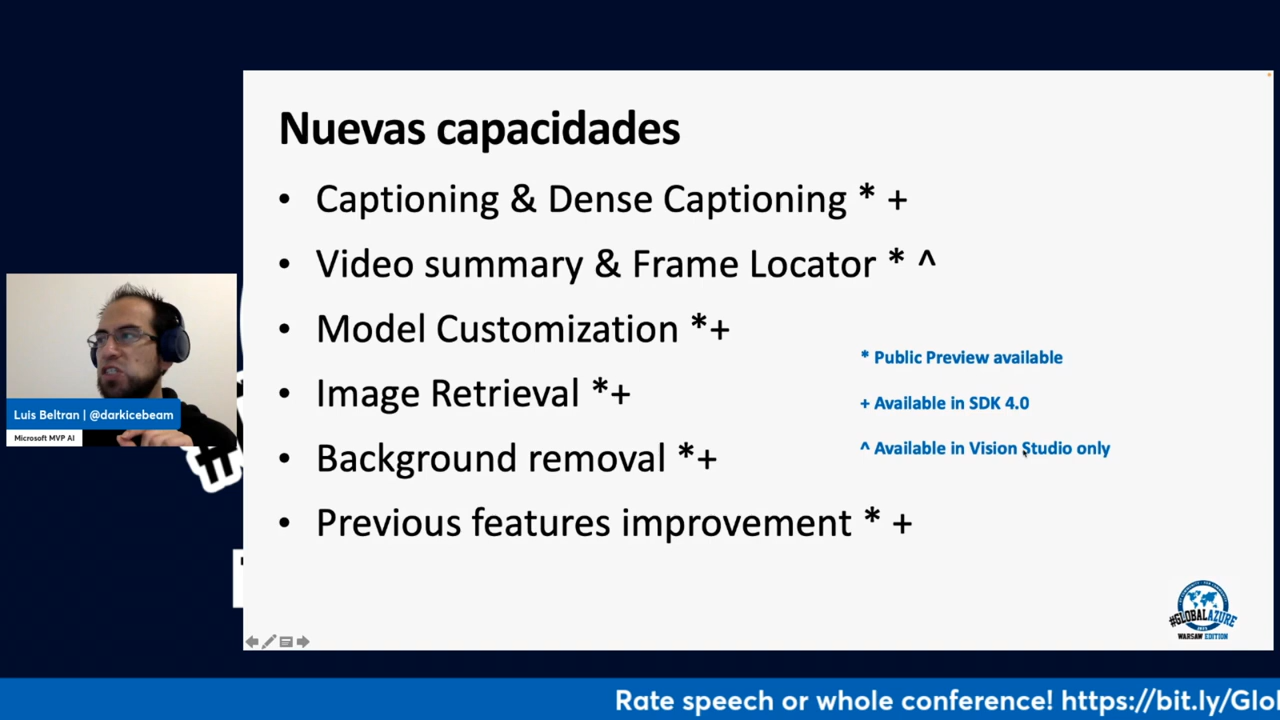 Nuevas capacidades
• Captioning & Dense Captioning * +
• Video summary & Frame Locator * ^
• Model Customization *+
• Image Retrieval *+
• Background removal *+
• Previous features improvement * +
* Public Preview available
+ Available in SDK 4.0
^ Available in Vision Studio only
Luis Beltran | @darkicebeam
Microsoft MVP AI
#GLOBALAZURE
WARSAW EDITION
Rate speech or whole conference! https://bit.ly/Glo